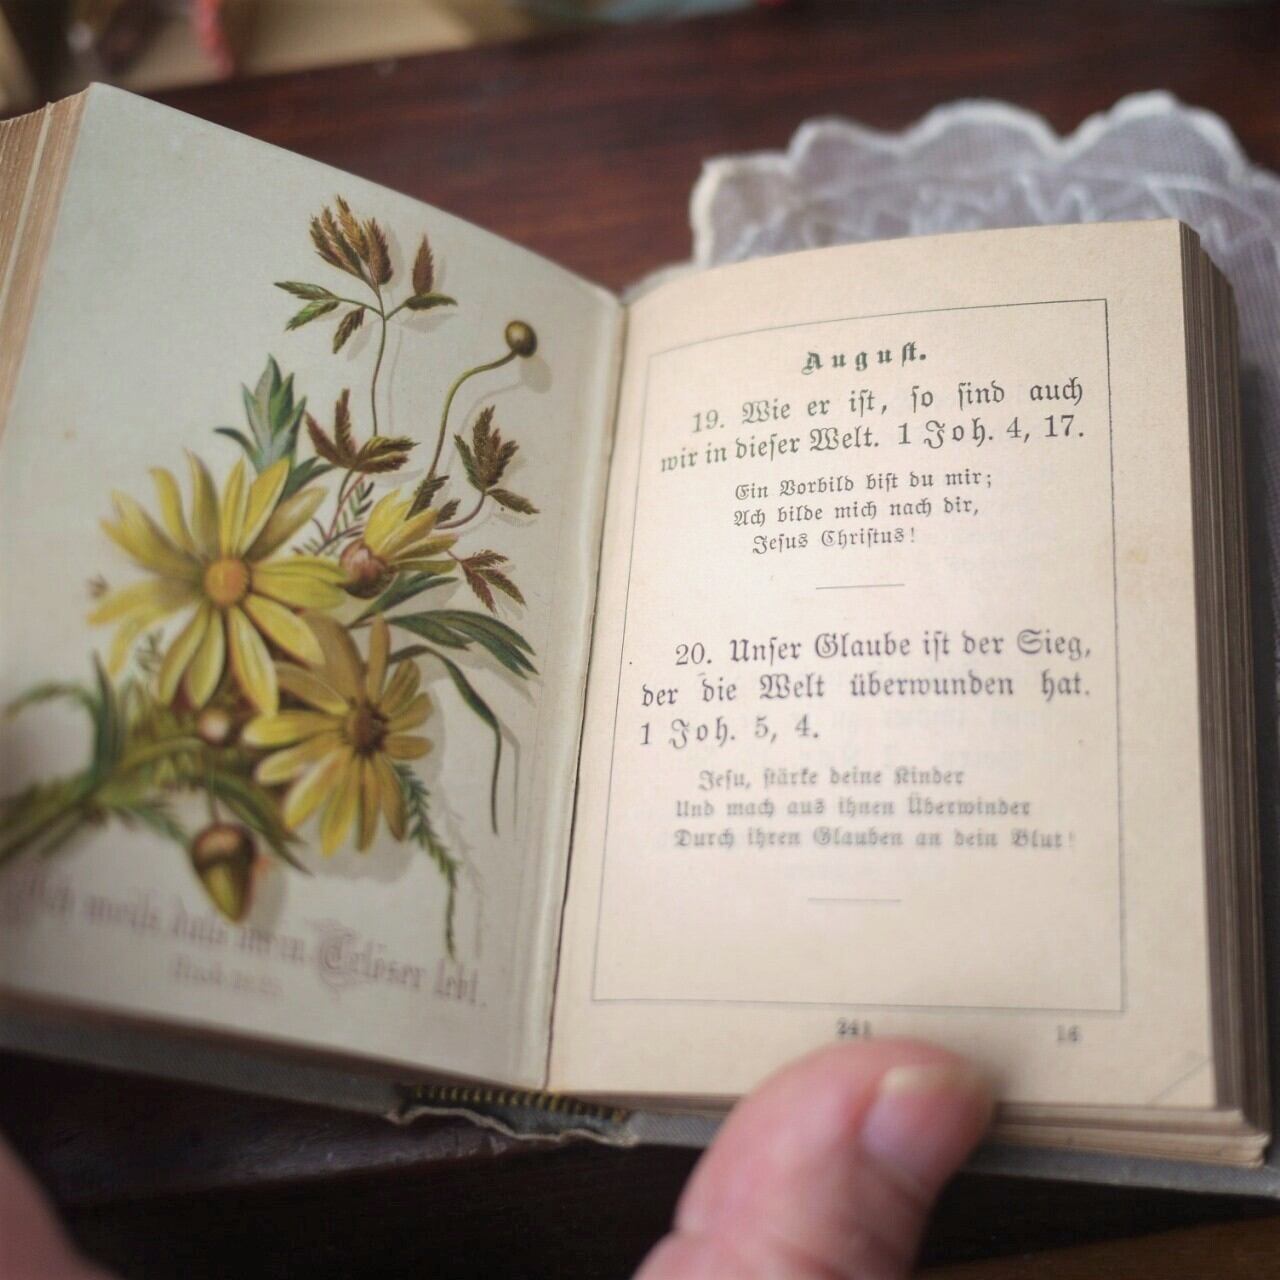 Ich weiß daß mein Erlöser lebt.
August.
19. Wie er iſt, ſo ſind auch
wir in dieſer Welt. 1 Joh. 4, 17.
Ein Vorbild biſt du mir;
Ach bilde mich nach dir,
Jeſus Chriſtus!
20. Unſer Glaube iſt der Sieg,
der die Welt überwunden hat.
1 Joh. 5, 4.
Jeſu, ſtärke deine Kinder
Und mach aus ihnen Überwinder
Durch ihren Glauben an dein Blut!
241
16